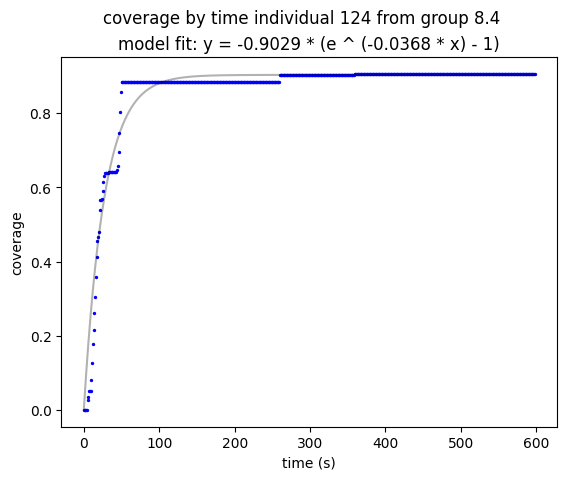 coverage by time individual 124 from group 8.4
model fit: y = -0.9029 * (e ^ (-0.0368 * x) - 1)
0.8
0.6
coverage
0.4
0.2
0.0
0 100 200 300 400 500 600
time (s)